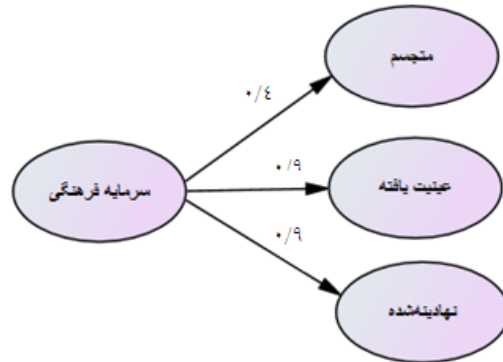 متجسم
۰/٤
۰/۹
عینیت یافته
سرمایه فرهنگی
۰/۹
نهادینه‌شده